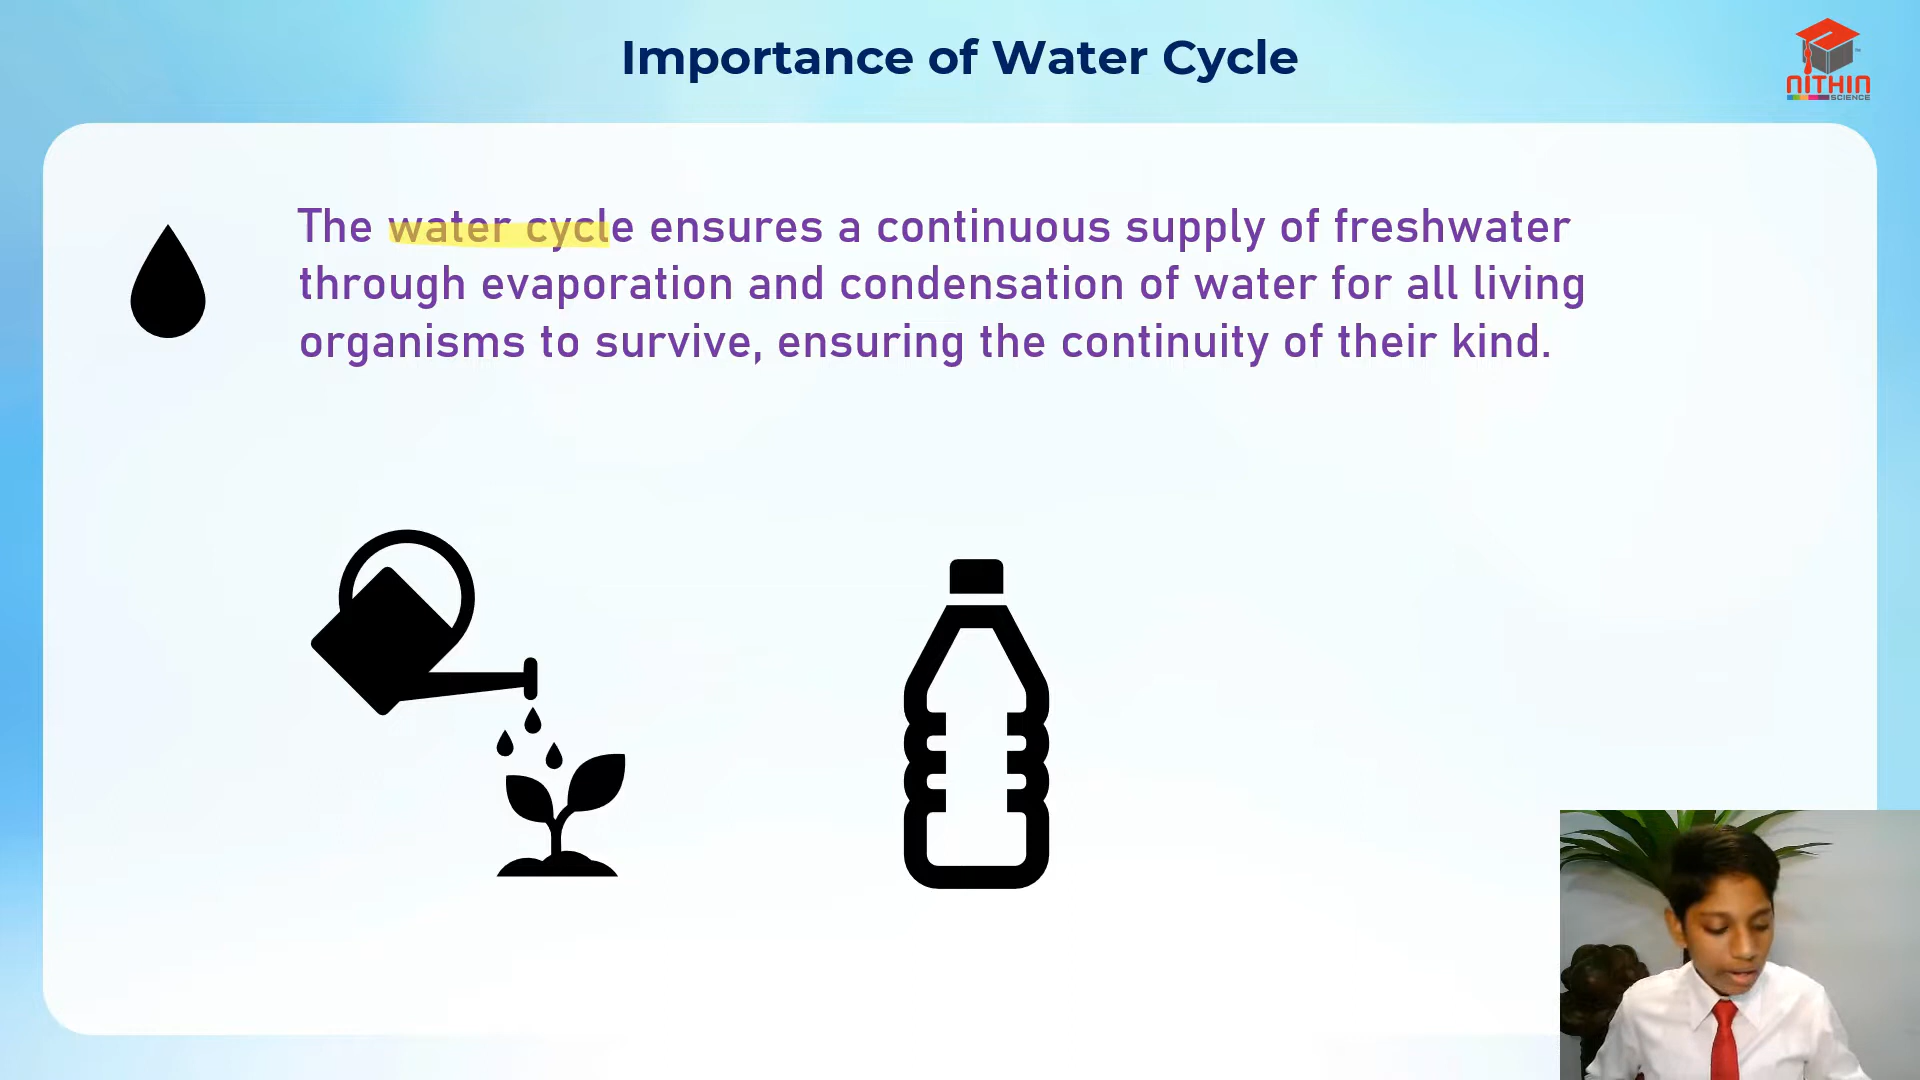 Importance of Water Cycle
NITHIN
SCIENCE
The water cycle ensures a continuous supply of freshwater
through evaporation and condensation of water for all living
organisms to survive, ensuring the continuity of their kind.